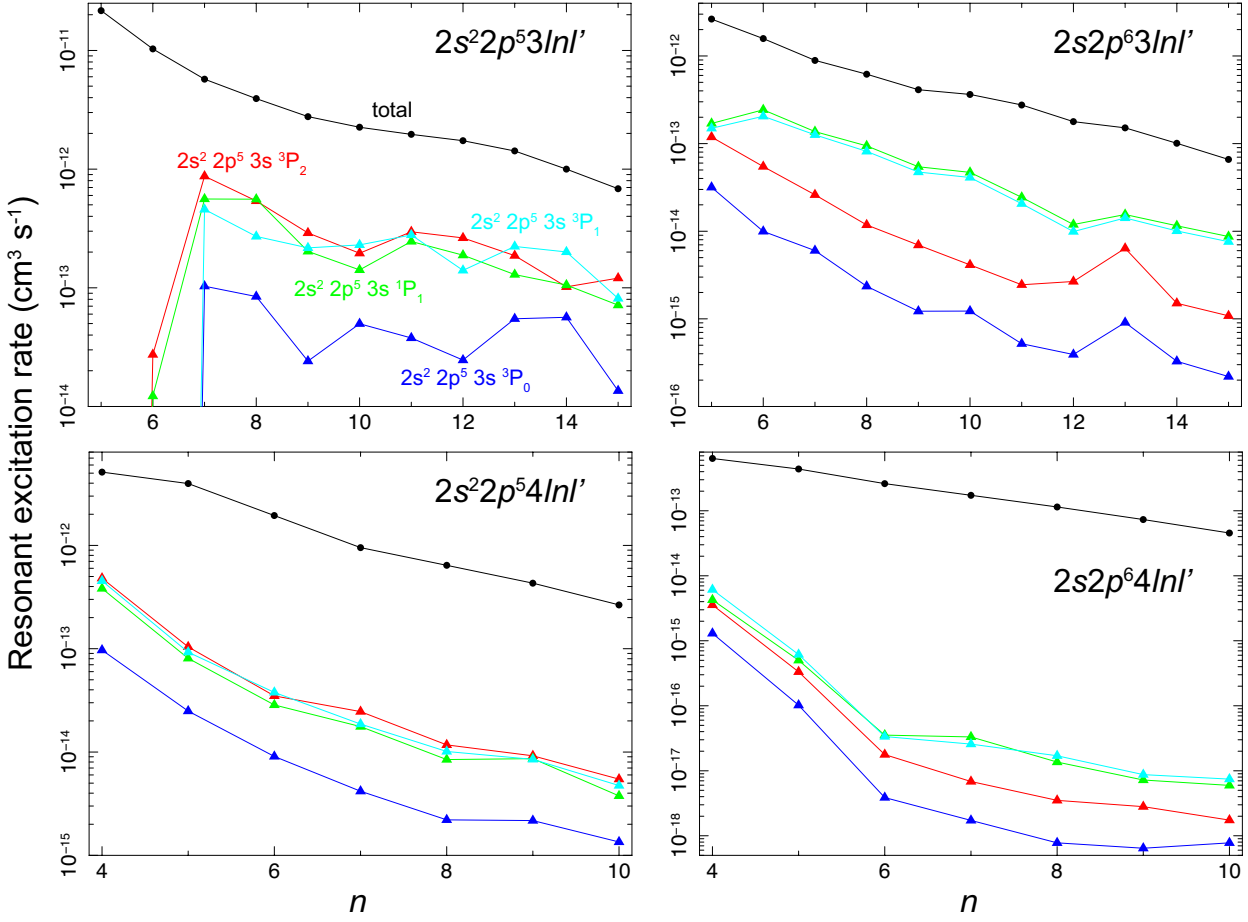 Resonant excitation rate (cm³ s⁻¹)
2s²2p⁵3lnl’
total
2s² 2p⁵ 3s ³P₂
2s² 2p⁵ 3s ³P₁
2s² 2p⁵ 3s ¹P₁
2s² 2p⁵ 3s ³P₀
10⁻¹¹
10⁻¹²
10⁻¹³
10⁻¹⁴
6 8 10 12 14
2s2p⁶3lnl’
10⁻¹²
10⁻¹³
10⁻¹⁴
10⁻¹⁵
10⁻¹⁶
6 8 10 12 14
2s²2p⁵4lnl’
10⁻¹²
10⁻¹³
10⁻¹⁴
10⁻¹⁵
4 6 8 10
n
2s2p⁶4lnl’
10⁻¹³
10⁻¹⁴
10⁻¹⁵
10⁻¹⁶
10⁻¹⁷
10⁻¹⁸
4 6 8 10
n